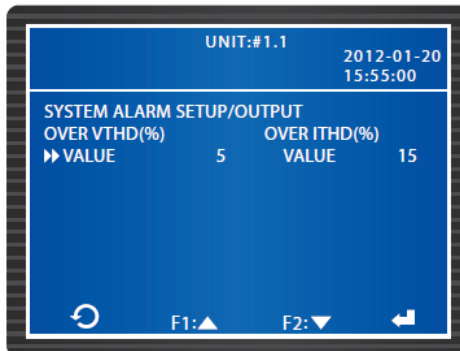 UNIT:#1.1
2012-01-20
15:55:00
SYSTEM ALARM SETUP/OUTPUT
OVER VTHD(%) OVER ITHD(%)
VALUE 5 VALUE 15
F1:▲ F2:▼